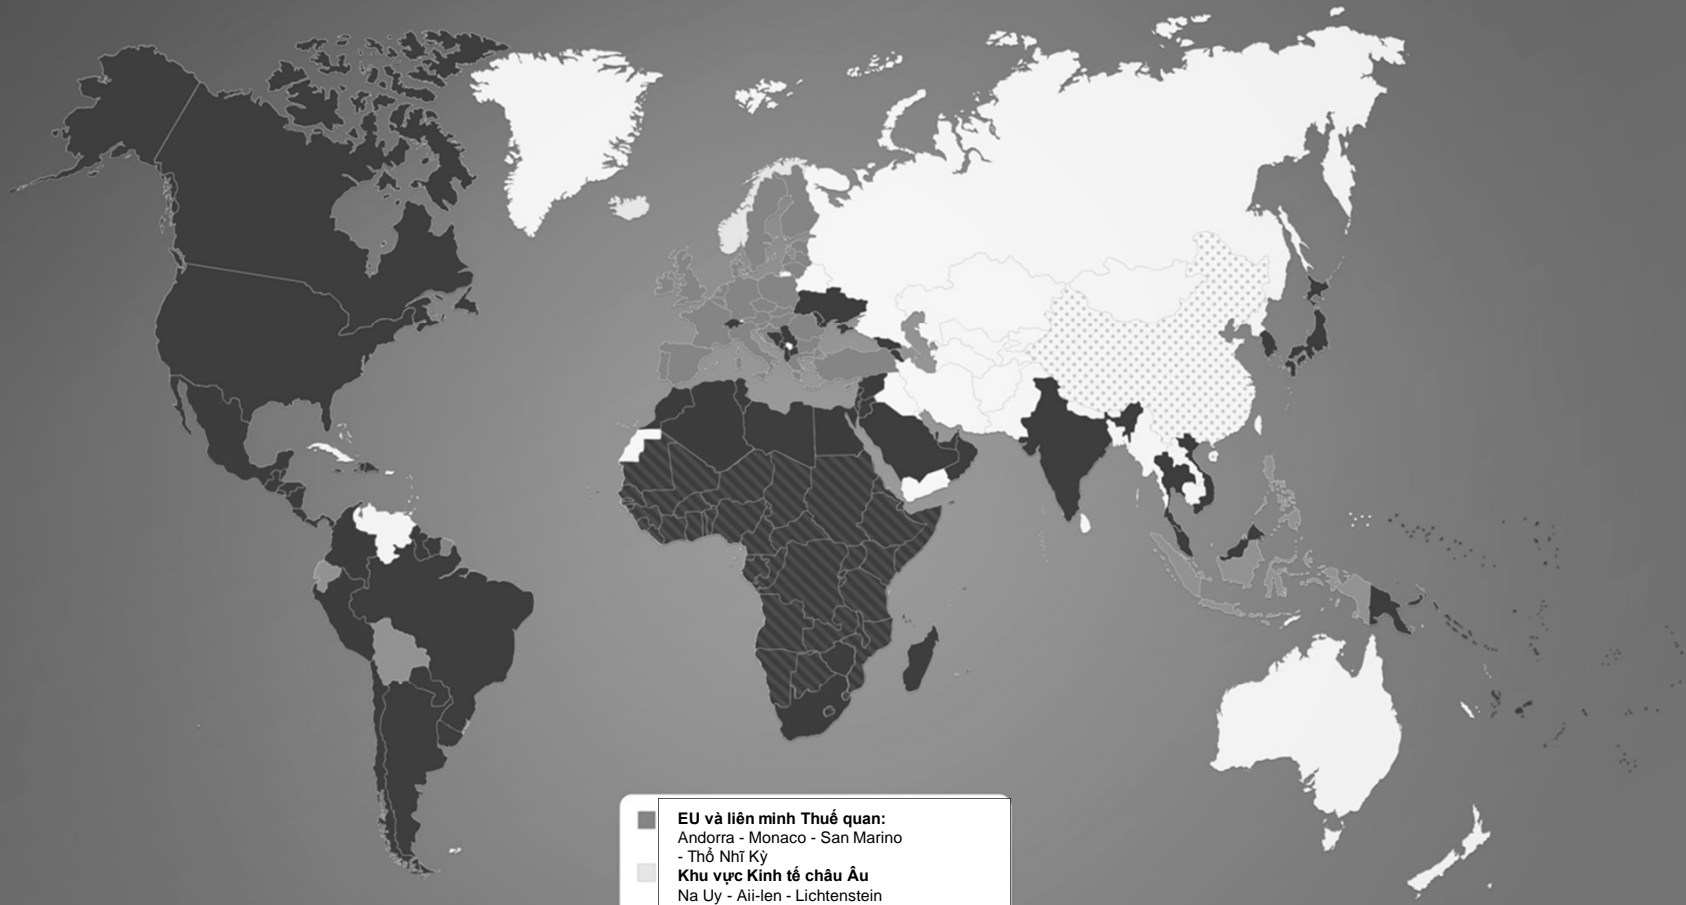 EU và liên minh Thuế quan:
Andorra - Monaco - San Marino
- Thổ Nhĩ Kỳ
Khu vực Kinh tế châu Âu
Na Uy - Aii-len - Lichtenstein